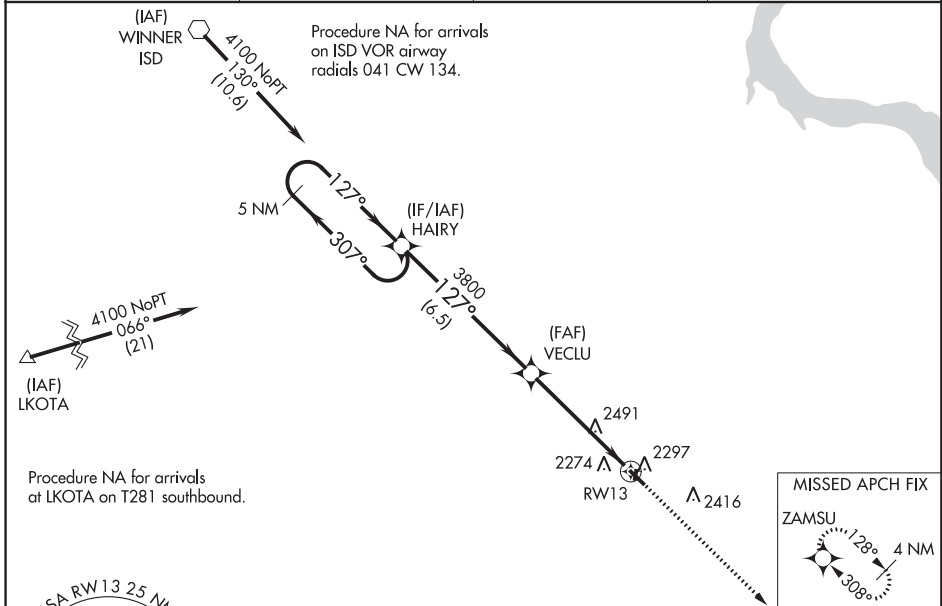 (IAF)
WINNER
ISD
4100 NoPT
130°
(10.6)
Procedure NA for arrivals
on ISD VOR airway
radials 041 CW 134.
5 NM
127°
307°
(IF/IAF)
HAIRY
3800
127°
(6.5)
4100 NoPT
066°
(21)
(IAF)
LKOTA
(FAF)
VECLU
2491
2274
2297
RW13
2416
Procedure NA for arrivals
at LKOTA on T281 southbound.
MISSED APCH FIX
ZAMSU
128°
4 NM
308°
RW13 25 NM